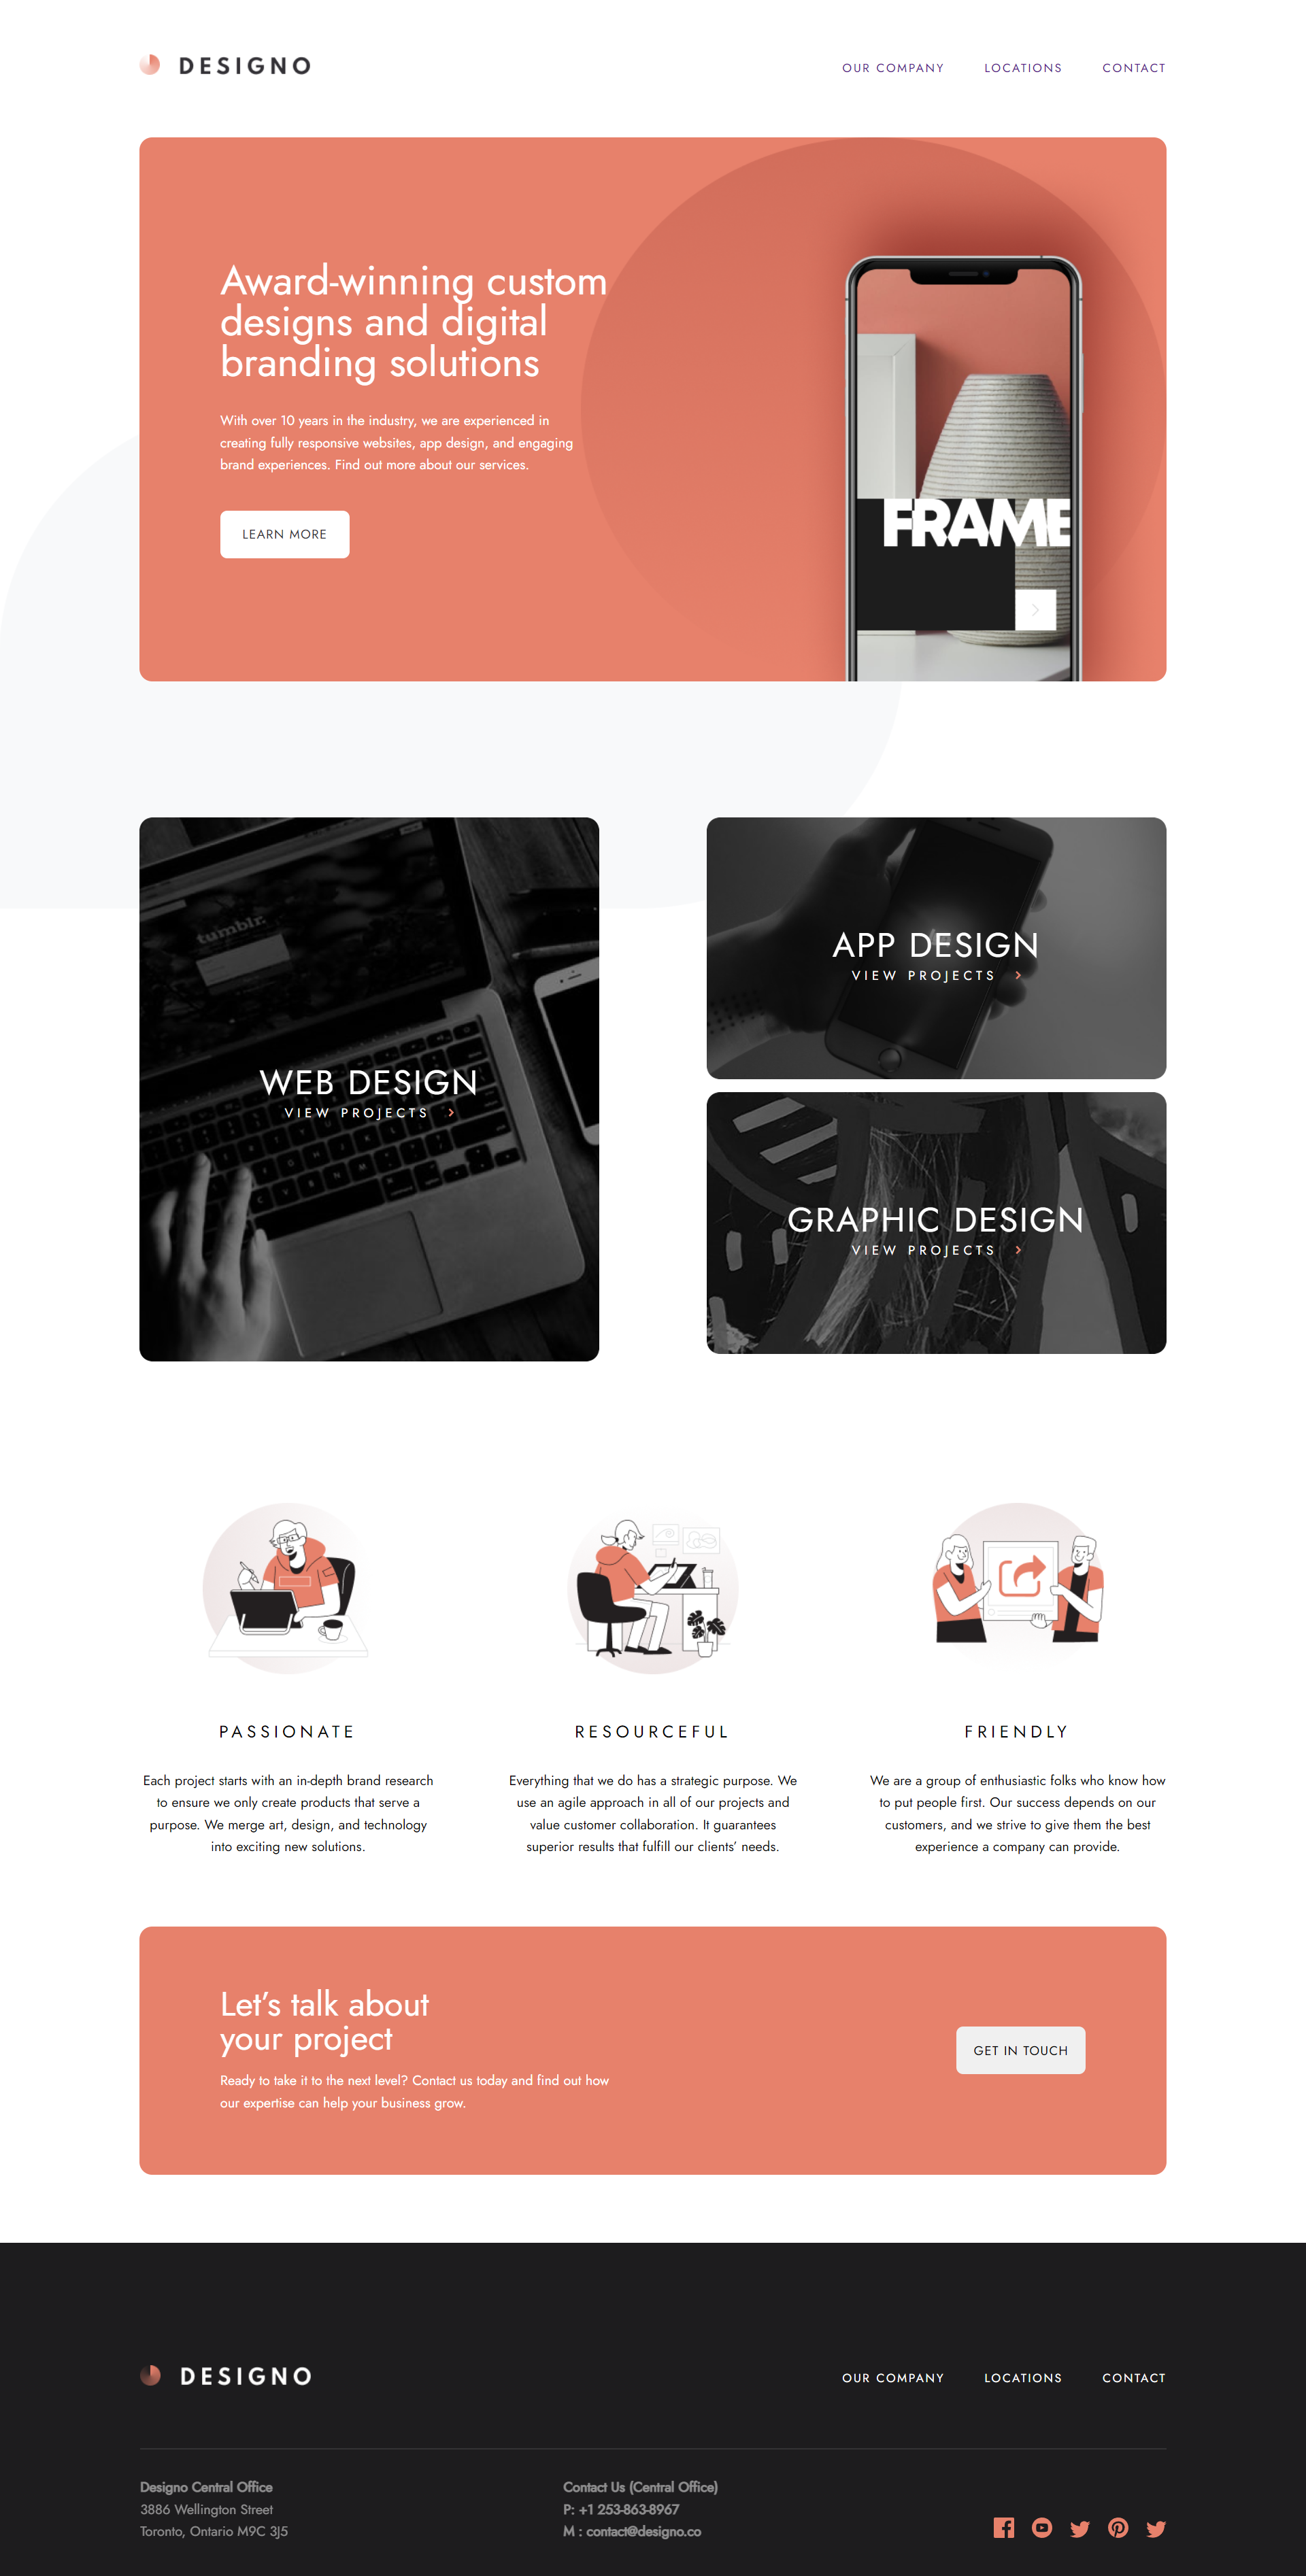 DESIGNO
OUR COMPANY LOCATIONS CONTACT
Award-winning custom
designs and digital
branding solutions
With over 10 years in the industry, we are experienced in
creating fully responsive websites, app design, and engaging
brand experiences. Find out more about our services.
LEARN MORE
FRAME
tumblr.
WEB DESIGN
VIEW PROJECTS
APP DESIGN
VIEW PROJECTS
GRAPHIC DESIGN
VIEW PROJECTS
PASSIONATE
Each project starts with an in-depth brand research
to ensure we only create products that serve a
purpose. We merge art, design, and technology
into exciting new solutions.
RESOURCEFUL
Everything that we do has a strategic purpose. We
use an agile approach in all of our projects and
value customer collaboration. It guarantees
superior results that fulfill our clients’ needs.
FRIENDLY
We are a group of enthusiastic folks who know how
to put people first. Our success depends on our
customers, and we strive to give them the best
experience a company can provide.
Let’s talk about
your project
Ready to take it to the next level? Contact us today and find out how
our expertise can help your business grow.
GET IN TOUCH
DESIGNO
OUR COMPANY LOCATIONS CONTACT
Designo Central Office
3886 Wellington Street
Toronto, Ontario M9C 3J5
Contact Us (Central Office)
P: +1 253-863-8967
M : contact@designo.co